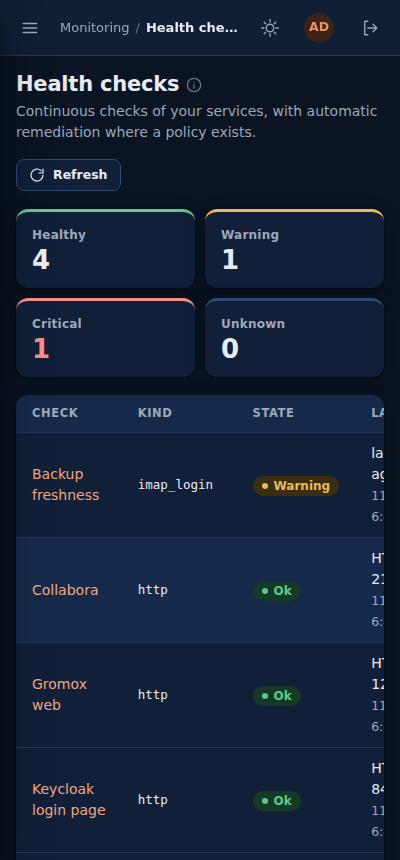 Monitoring / Health che...
AD
Health checks
Continuous checks of your services, with automatic
remediation where a policy exists.
Refresh
Healthy
4
Warning
1
Critical
1
Unknown
0
CHECK KIND STATE
Backup
freshness
imap_login
Warning
Collabora http Ok
Gromox
web
http
Ok
Keycloak
login page
http
Ok